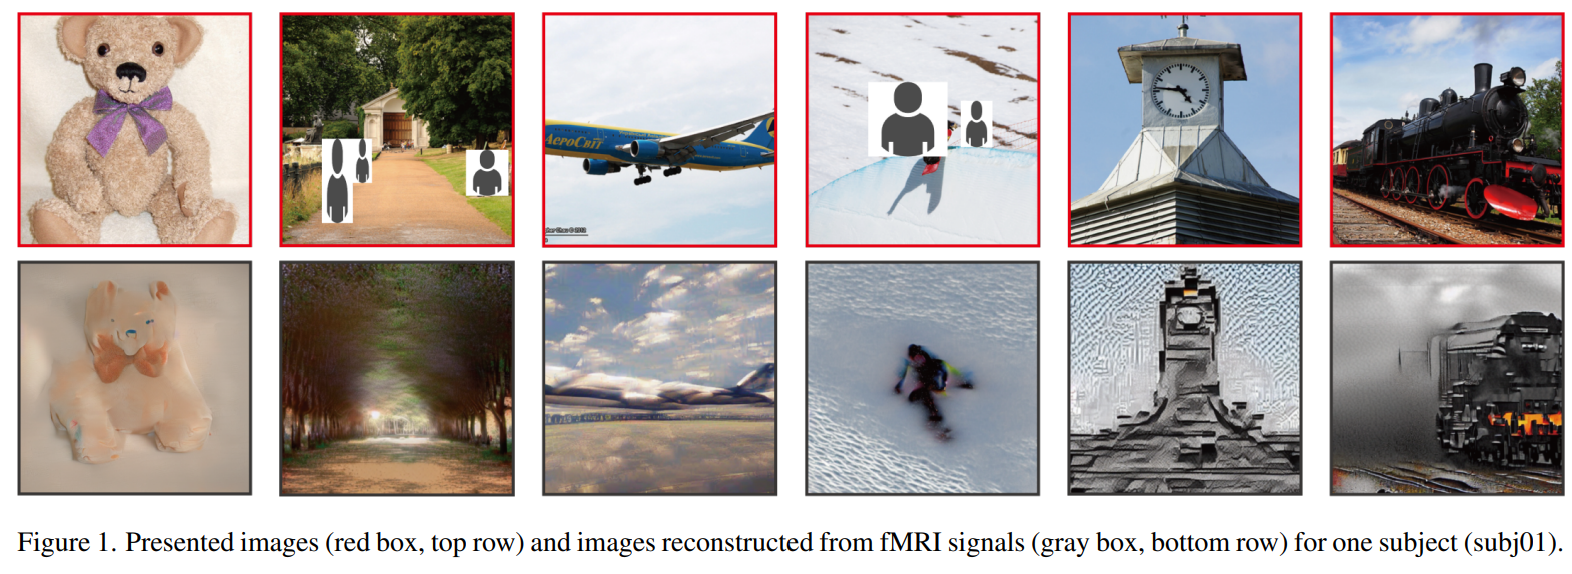 АероСвіт
Figure 1. Presented images (red box, top row) and images reconstructed from fMRI signals (gray box, bottom row) for one subject (subj01).